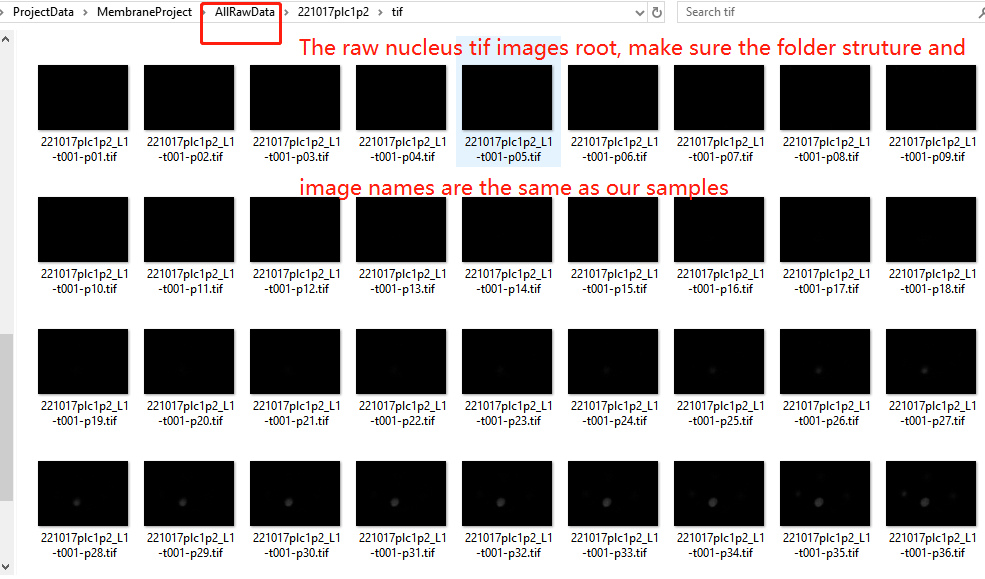 ProjectData > MembraneProject > AllRawData > 221017plc1p2 > tif
Search tif
The raw nucleus tif images root, make sure the folder struture and
221017plc1p2_L1 221017plc1p2_L1 221017plc1p2_L1 221017plc1p2_L1 221017plc1p2_L1 221017plc1p2_L1 221017plc1p2_L1 221017plc1p2_L1 221017plc1p2_L1
-t001-p01.tif -t001-p02.tif -t001-p03.tif -t001-p04.tif -t001-p05.tif -t001-p06.tif -t001-p07.tif -t001-p08.tif -t001-p09.tif
image names are the same as our samples
221017plc1p2_L1 221017plc1p2_L1 221017plc1p2_L1 221017plc1p2_L1 221017plc1p2_L1 221017plc1p2_L1 221017plc1p2_L1 221017plc1p2_L1 221017plc1p2_L1
-t001-p10.tif -t001-p11.tif -t001-p12.tif -t001-p13.tif -t001-p14.tif -t001-p15.tif -t001-p16.tif -t001-p17.tif -t001-p18.tif
221017plc1p2_L1 221017plc1p2_L1 221017plc1p2_L1 221017plc1p2_L1 221017plc1p2_L1 221017plc1p2_L1 221017plc1p2_L1 221017plc1p2_L1 221017plc1p2_L1
-t001-p19.tif -t001-p20.tif -t001-p21.tif -t001-p22.tif -t001-p23.tif -t001-p24.tif -t001-p25.tif -t001-p26.tif -t001-p27.tif
221017plc1p2_L1 221017plc1p2_L1 221017plc1p2_L1 221017plc1p2_L1 221017plc1p2_L1 221017plc1p2_L1 221017plc1p2_L1 221017plc1p2_L1 221017plc1p2_L1
-t001-p28.tif -t001-p29.tif -t001-p30.tif -t001-p31.tif -t001-p32.tif -t001-p33.tif -t001-p34.tif -t001-p35.tif -t001-p36.tif